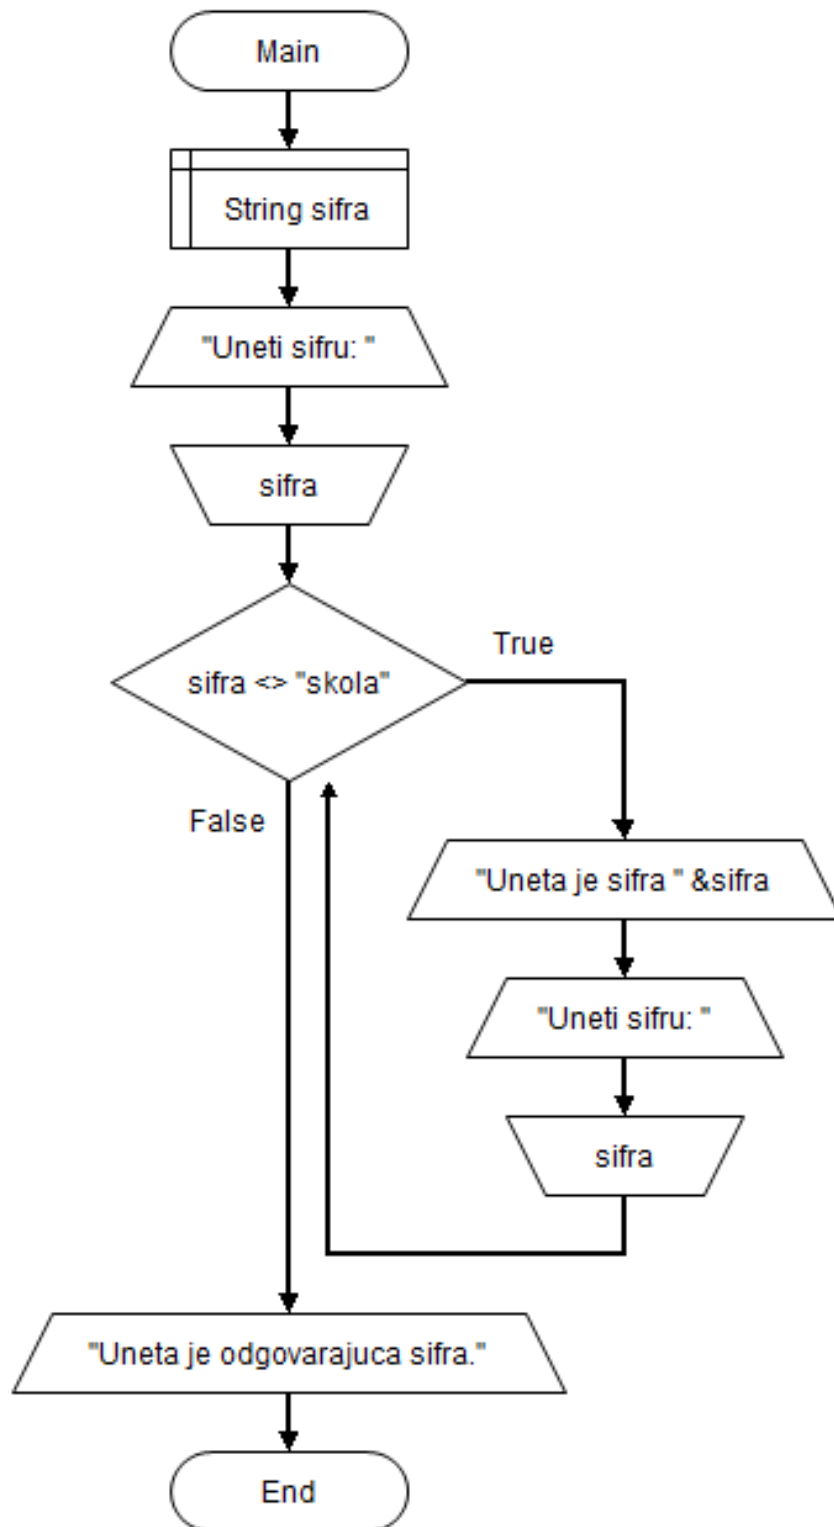 Main
String sifra
"Uneti sifru: "
sifra
sifra <> "skola"
True
False
"Uneta je sifra " &sifra
"Uneti sifru: "
sifra
"Uneta je odgovarajuca sifra."
End